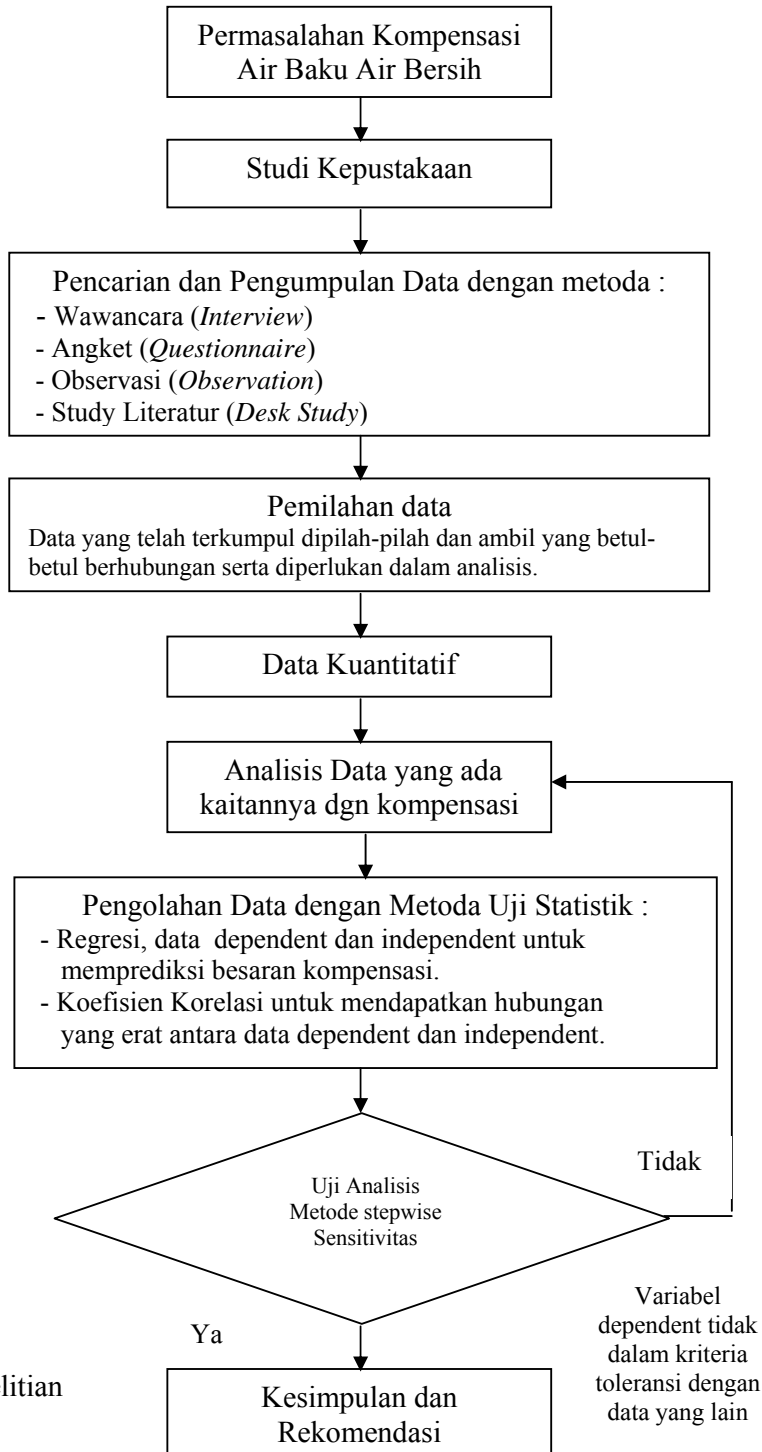 Permasalahan Kompensasi
Air Baku Air Bersih
Studi Kepustakaan
Pencarian dan Pengumpulan Data dengan metoda :
- Wawancara (Interview)
- Angket (Questionnaire)
- Observasi (Observation)
- Study Literatur (Desk Study)
Pemilahan data
Data yang telah terkumpul dipilah-pilah dan ambil yang betul-
betul berhubungan serta diperlukan dalam analisis.
Data Kuantitatif
Analisis Data yang ada
kaitannya dgn kompensasi
Pengolahan Data dengan Metoda Uji Statistik :
- Regresi, data dependent dan independent untuk
memprediksi besaran kompensasi.
- Koefisien Korelasi untuk mendapatkan hubungan
yang erat antara data dependent dan independent.
Uji Analisis
Metode stepwise
Sensitivitas
Tidak
Variabel
dependent tidak
dalam kriteria
toleransi dengan
data yang lain
Ya
elitian
Kesimpulan dan
Rekomendasi